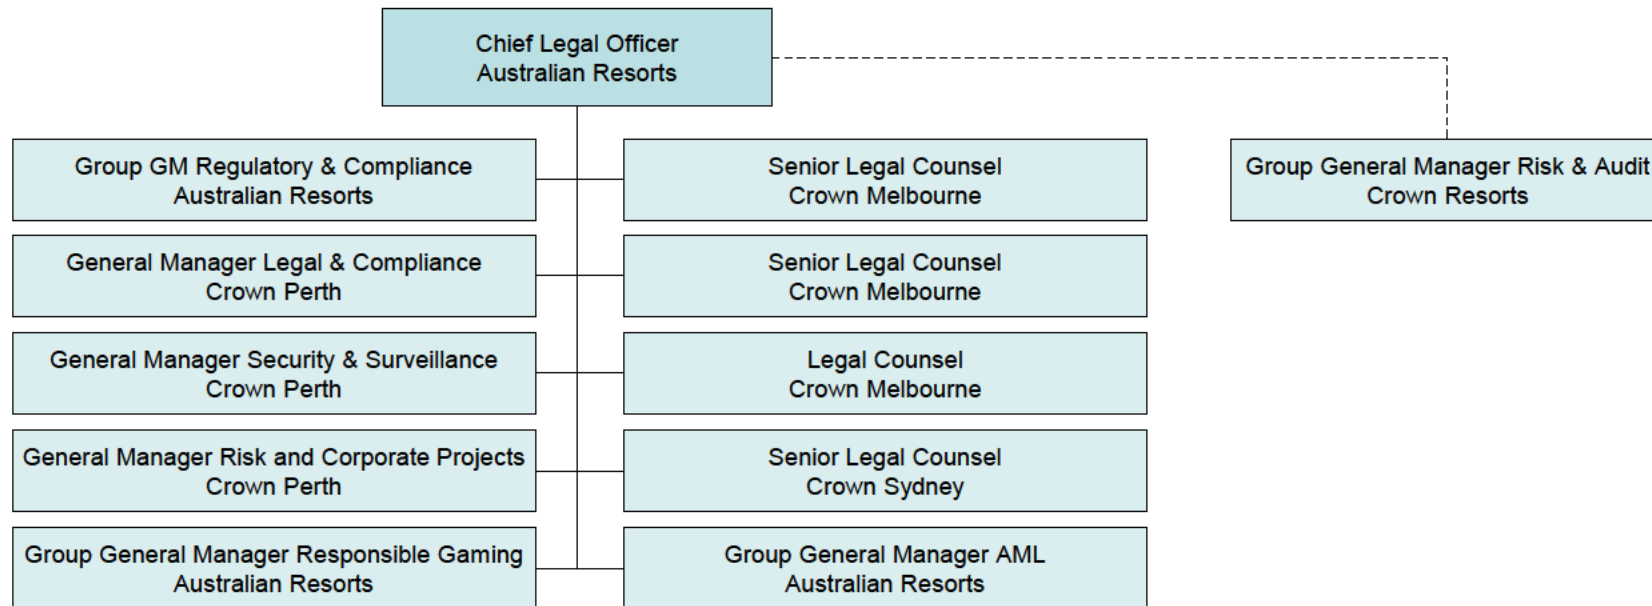 Chief Legal Officer
Australian Resorts
Group GM Regulatory & Compliance
Australian Resorts
Senior Legal Counsel
Crown Melbourne
Group General Manager Risk & Audit
Crown Resorts
General Manager Legal & Compliance
Crown Perth
Senior Legal Counsel
Crown Melbourne
General Manager Security & Surveillance
Crown Perth
Legal Counsel
Crown Melbourne
General Manager Risk and Corporate Projects
Crown Perth
Senior Legal Counsel
Crown Sydney
Group General Manager Responsible Gaming
Australian Resorts
Group General Manager AML
Australian Resorts